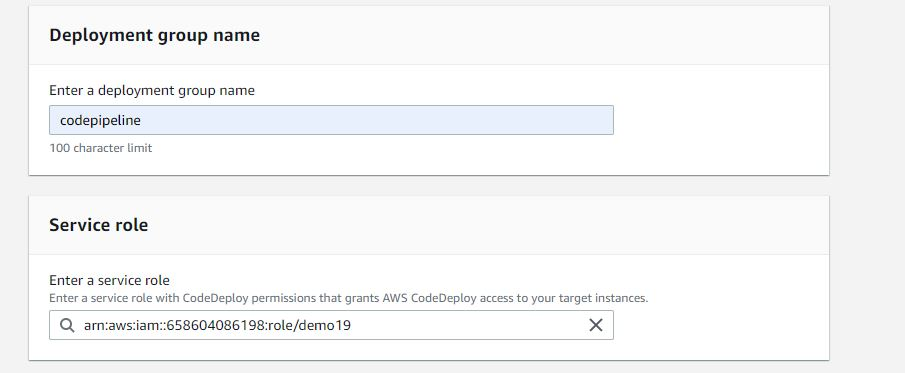 Deployment group name
Enter a deployment group name
codepipeline
100 character limit
Service role
Enter a service role
Enter a service role with CodeDeploy permissions that grants AWS CodeDeploy access to your target instances.
arn:aws:iam::658604086198:role/demo19